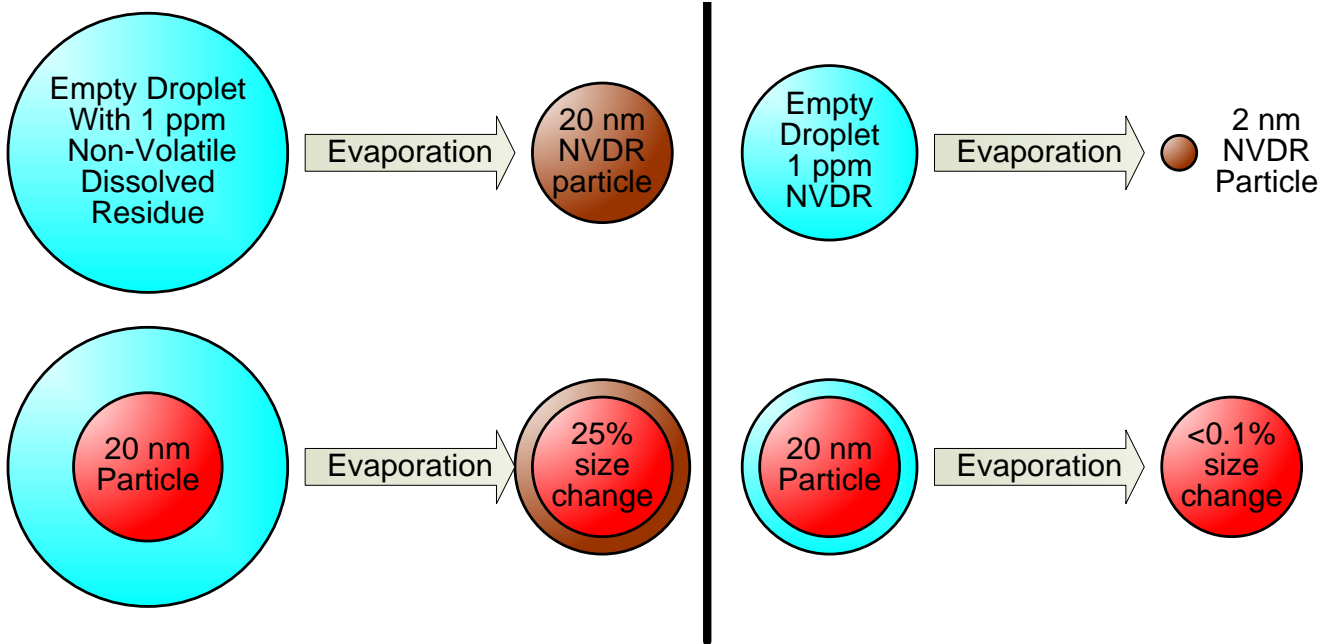 Empty Droplet
With 1 ppm
Non-Volatile
Dissolved
Residue
Evaporation
20 nm
NVDR
particle
Empty
Droplet
1 ppm
NVDR
Evaporation
2 nm
NVDR
Particle
20 nm
Particle
Evaporation
25%
size
change
20 nm
Particle
Evaporation
<0.1%
size
change